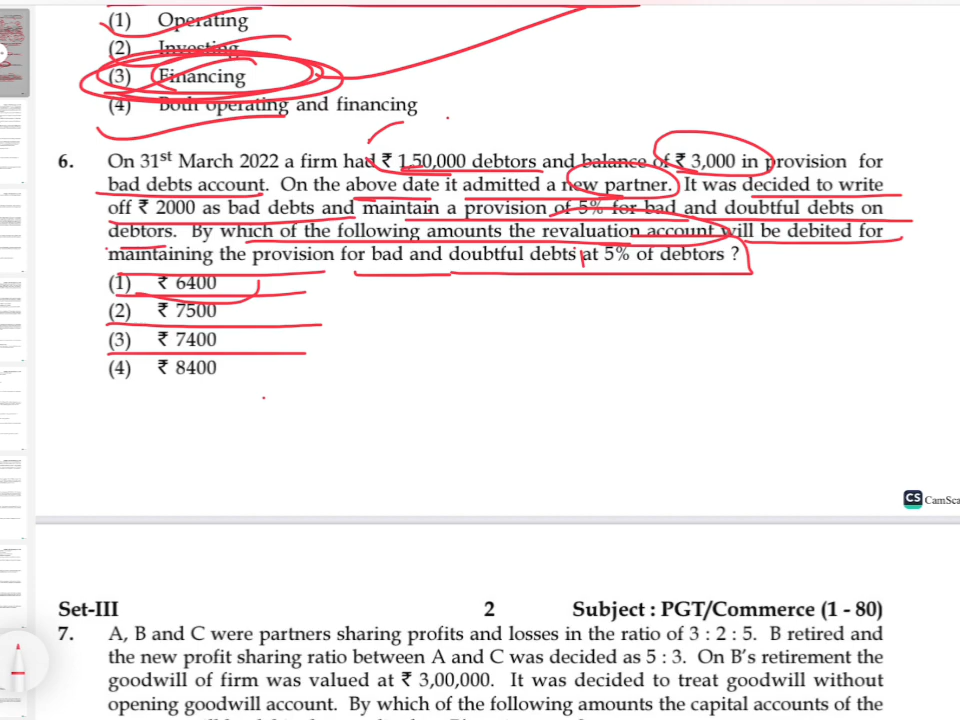 (1) Operating
(2) Investing
(3) Financing
(4) Both operating and financing
6. On 31st March 2022 a firm had ₹ 1,50,000 debtors and balance of ₹ 3,000 in provision for
bad debts account. On the above date it admitted a new partner. It was decided to write
off ₹ 2000 as bad debts and maintain a provision of 5% for bad and doubtful debts on
debtors. By which of the following amounts the revaluation account will be debited for
maintaining the provision for bad and doubtful debts at 5% of debtors ?
(1) ₹ 6400
(2) ₹ 7500
(3) ₹ 7400
(4) ₹ 8400
CS CamSca
Set-III 2 Subject : PGT/Commerce (1 - 80)
7. A, B and C were partners sharing profits and losses in the ratio of 3 : 2 : 5. B retired and
the new profit sharing ratio between A and C was decided as 5 : 3. On B's retirement the
goodwill of firm was valued at ₹ 3,00,000. It was decided to treat goodwill without
opening goodwill account. By which of the following amounts the capital accounts of the